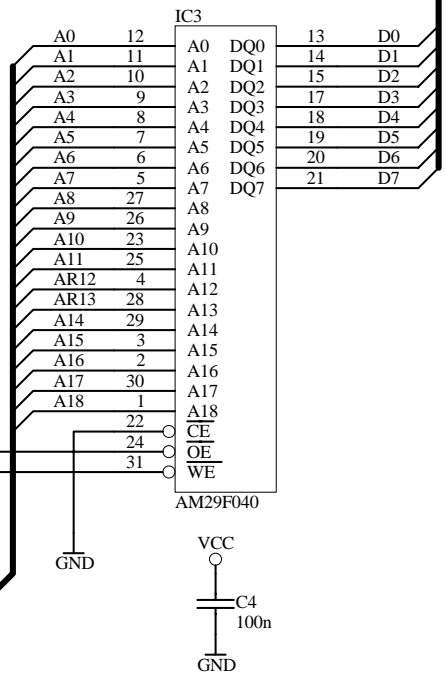 IC3
A0 12 A0 DQ0 13 D0
A1 11 A1 DQ1 14 D1
A2 10 A2 DQ2 15 D2
A3 9 A3 DQ3 17 D3
A4 8 A4 DQ4 18 D4
A5 7 A5 DQ5 19 D5
A6 6 A6 DQ6 20 D6
A7 5 A7 DQ7 21 D7
A8 27 A8
A9 26 A9
A10 23 A10
A11 25 A11
AR12 4 A12
AR13 28 A13
A14 29 A14
A15 3 A15
A16 2 A16
A17 30 A17
A18 1 A18
22 CE
24 OE
31 WE
AM29F040
GND
VCC
C4
100n
GND